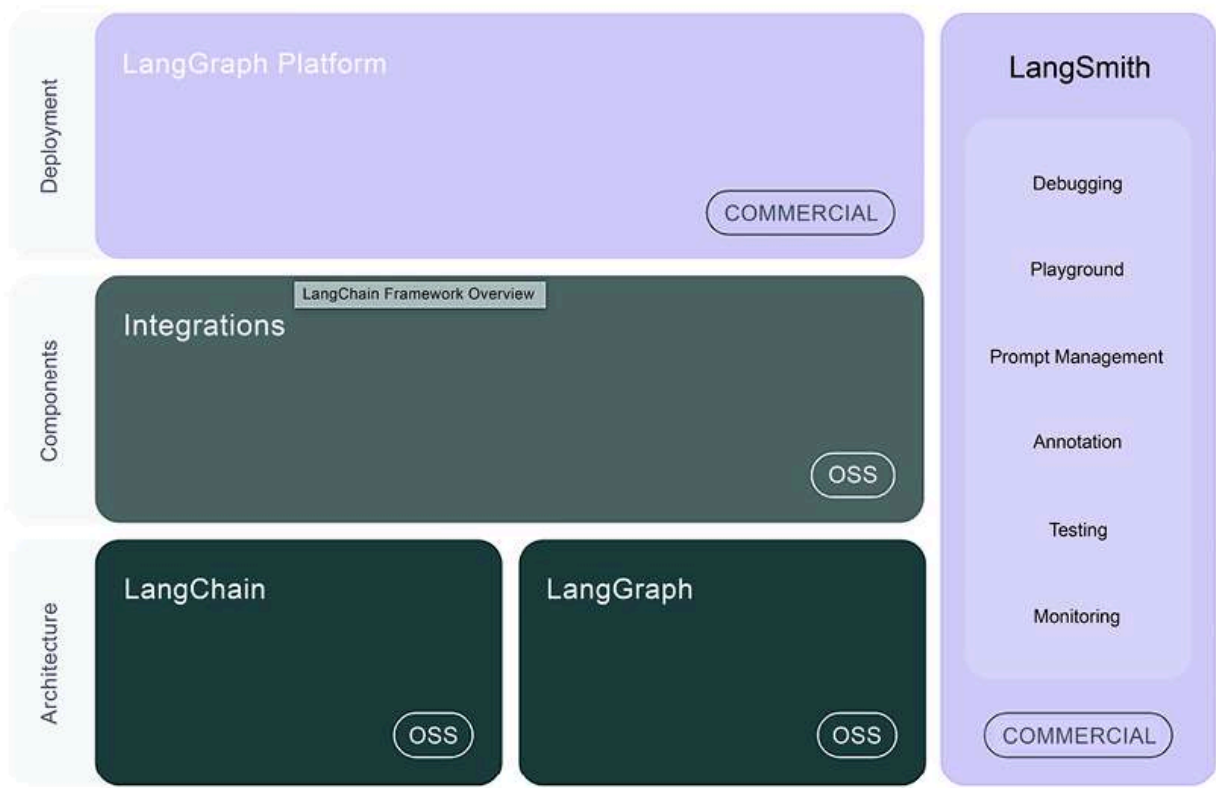 Deployment
LangGraph Platform
COMMERCIAL
Components
LangChain Framework Overview
Integrations
OSS
Architecture
LangChain
OSS
LangGraph
OSS
LangSmith
Debugging
Playground
Prompt Management
Annotation
Testing
Monitoring
COMMERCIAL